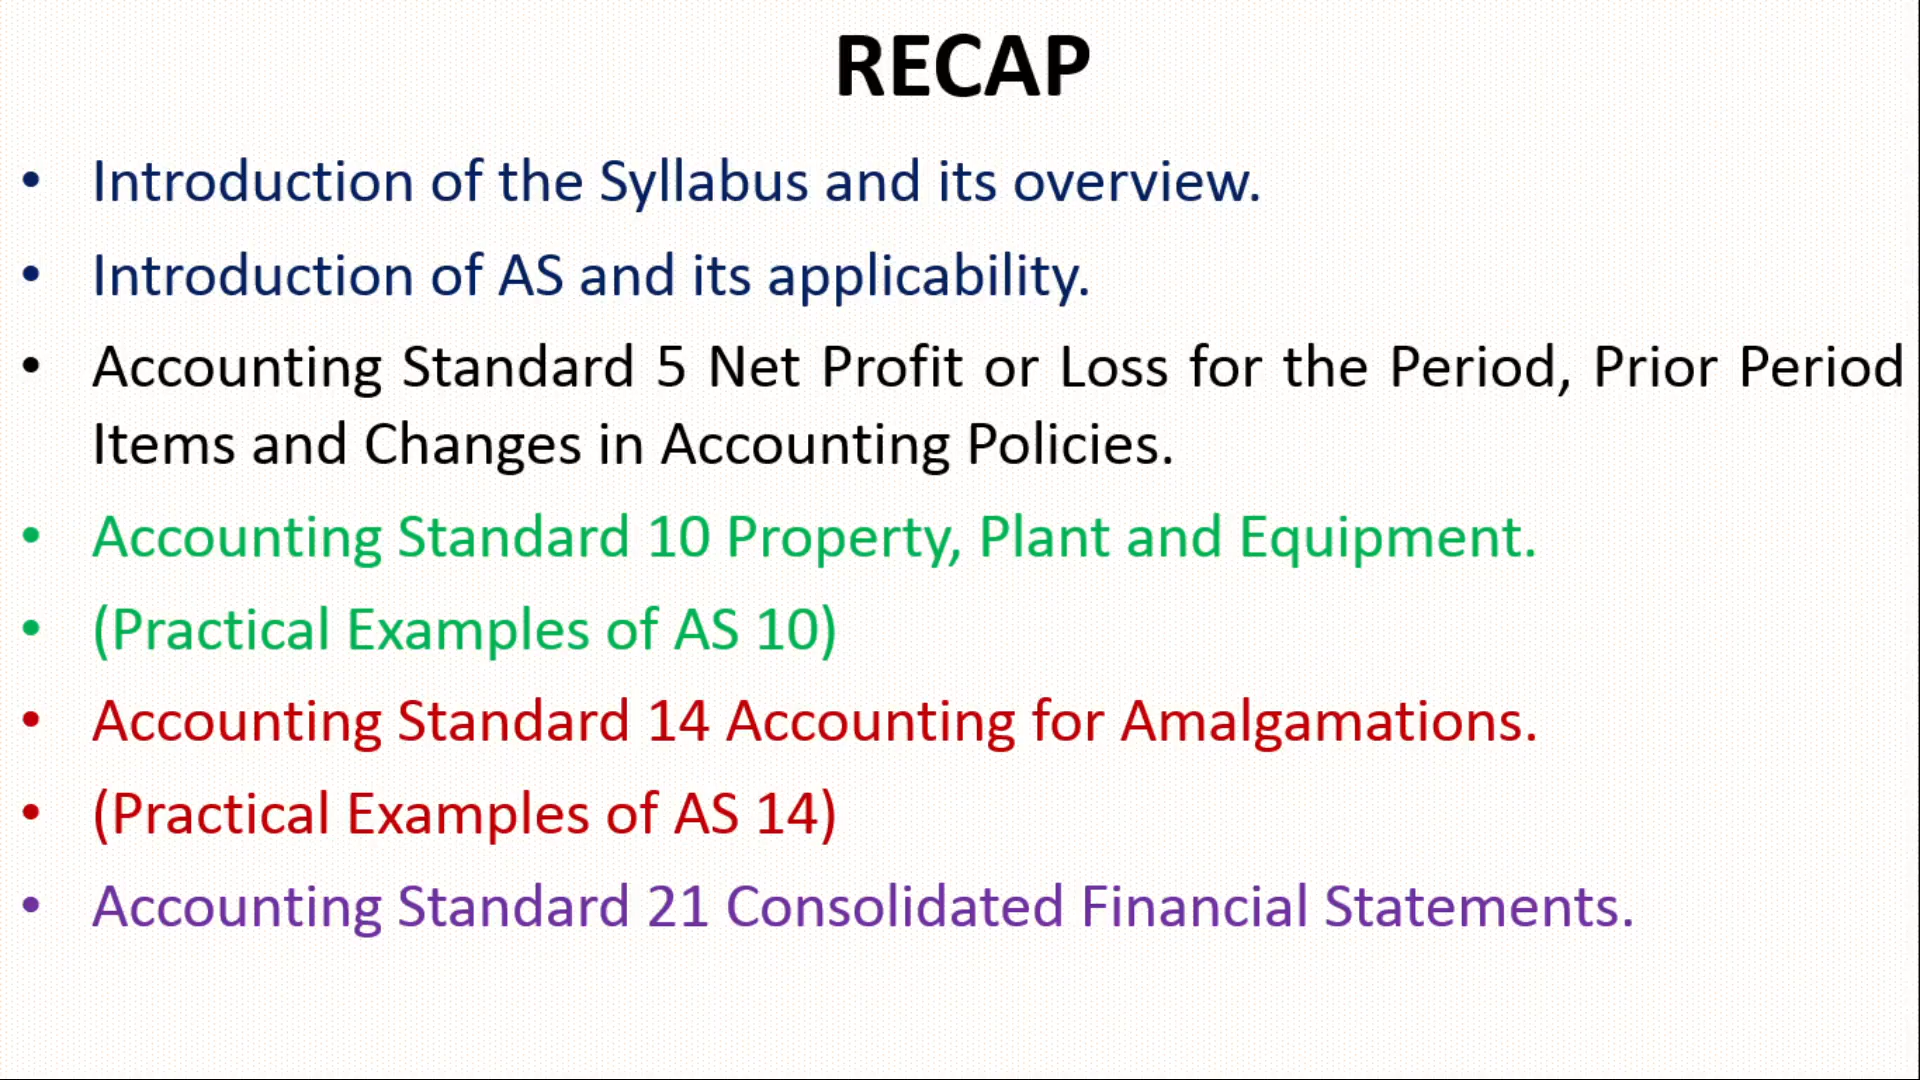 RECAP
• Introduction of the Syllabus and its overview.
• Introduction of AS and its applicability.
• Accounting Standard 5 Net Profit or Loss for the Period, Prior Period
Items and Changes in Accounting Policies.
• Accounting Standard 10 Property, Plant and Equipment.
• (Practical Examples of AS 10)
• Accounting Standard 14 Accounting for Amalgamations.
• (Practical Examples of AS 14)
• Accounting Standard 21 Consolidated Financial Statements.